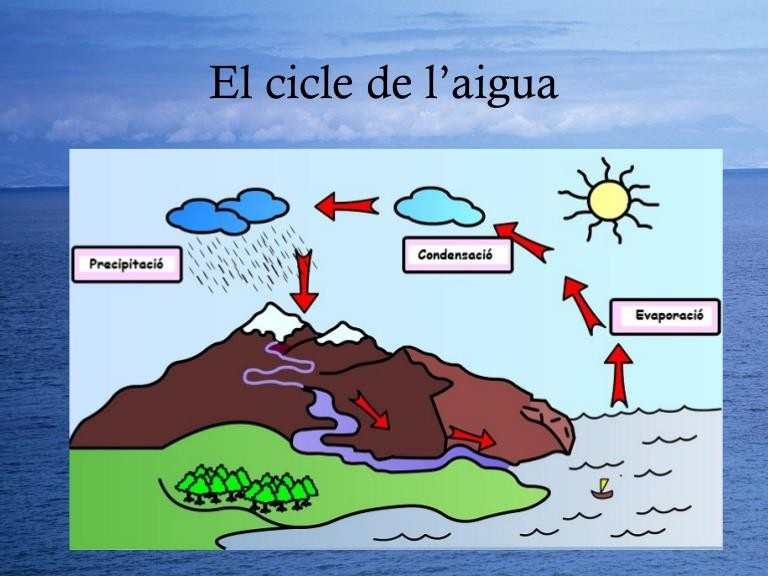 El cicle de l’aigua
Precipitació
Condensació
Evaporació